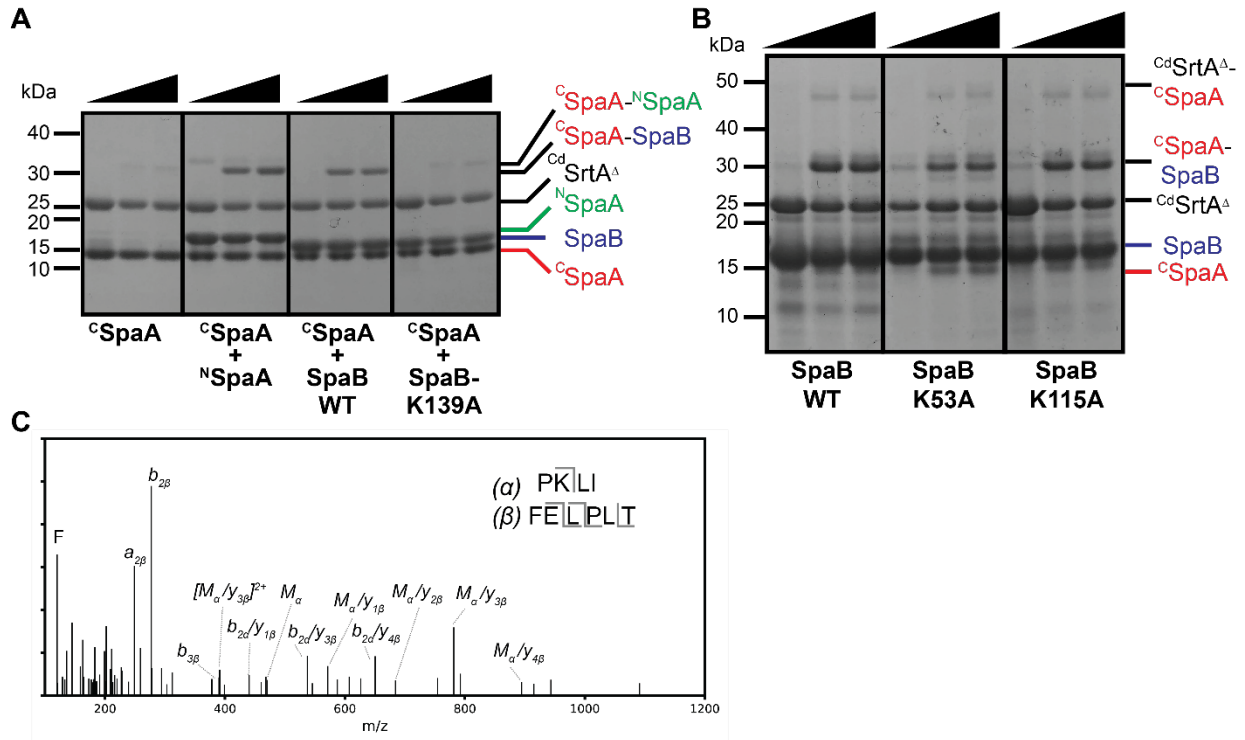 A
kDa
40
30
25
20
15
10
ᶜSpaA-ᴺSpaA
ᶜSpaA-SpaB
ᶜᵈSrtAᐞ
ᴺSpaA
SpaB
ᶜSpaA
ᶜSpaA
ᶜSpaA
+
ᴺSpaA
ᶜSpaA
+
SpaB
WT
ᶜSpaA
+
SpaB-
K139A
B
kDa
50
40
30
25
20
15
10
ᶜᵈSrtAᐞ-
ᶜSpaA
ᶜSpaA-
SpaB
ᶜᵈSrtAᐞ
SpaB
ᶜSpaA
SpaB
WT
SpaB
K53A
SpaB
K115A
C
F
a2β
b2β
b3β
[Mα/y3β]²⁺
b2α/y1β
Mα
b2α/y3β
Mα/y1β
b2α/y4β
Mα/y2β
Mα/y3β
Mα/y4β
(α) PKLI
(β) FELPLT
200 400 600 800 1000 1200
m/z